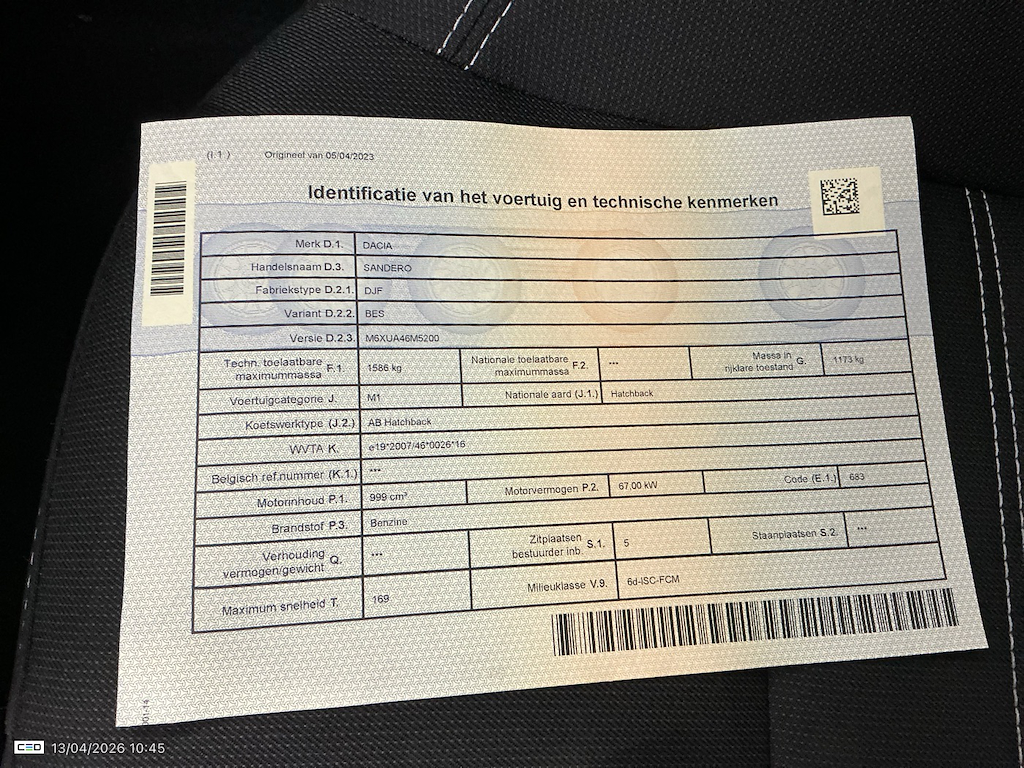 (I.1 ) Origineel van 05/04/2023
Identificatie van het voertuig en technische kenmerken
Merk D.1. DACIA
Handelsnaam D.3. SANDERO
Fabriekstype D.2.1. DJF
Variant D.2.2. BES
Versie D.2.3. M6XUA46M5200
Techn. toelaatbare maximummassa F.1. 1586 kg Nationale toelaatbare maximummassa F.2. *** Massa in rijklare toestand G. 1173 kg
Voertuigcategorie J. M1 Nationale aard (J.1.) Hatchback
Koetswerktype (J.2.) AB Hatchback
WVTA K. e19*2007/46*0026*16
Belgisch ref.nummer (K.1.) ***
Motorinhoud P.1. 999 cm³ Motorvermogen P.2. 67,00 kW Code (E.1.) 683
Brandstof P.3. Benzine
Verhouding vermogen/gewicht Q. *** Zitplaatsen bestuurder inb. S.1. 5 Staanplaatsen S.2. ***
Maximum snelheid T. 169 Milieuklasse V.9. 6d-ISC-FCM
CEO 13/04/2026 10:45